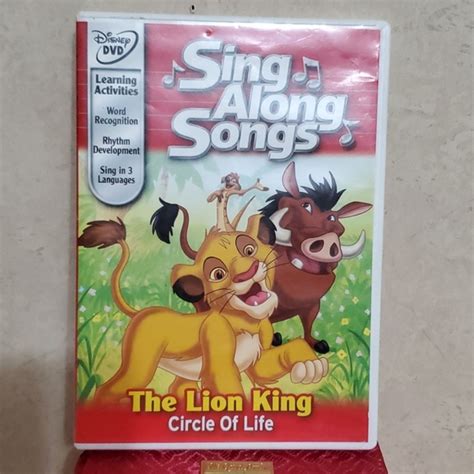 Disney
DVD
Learning
Activities
Word
Recognition
Rhythm
Development
Sing in 3
Languages
Sing
Along
Songs
The Lion King
Circle Of Life